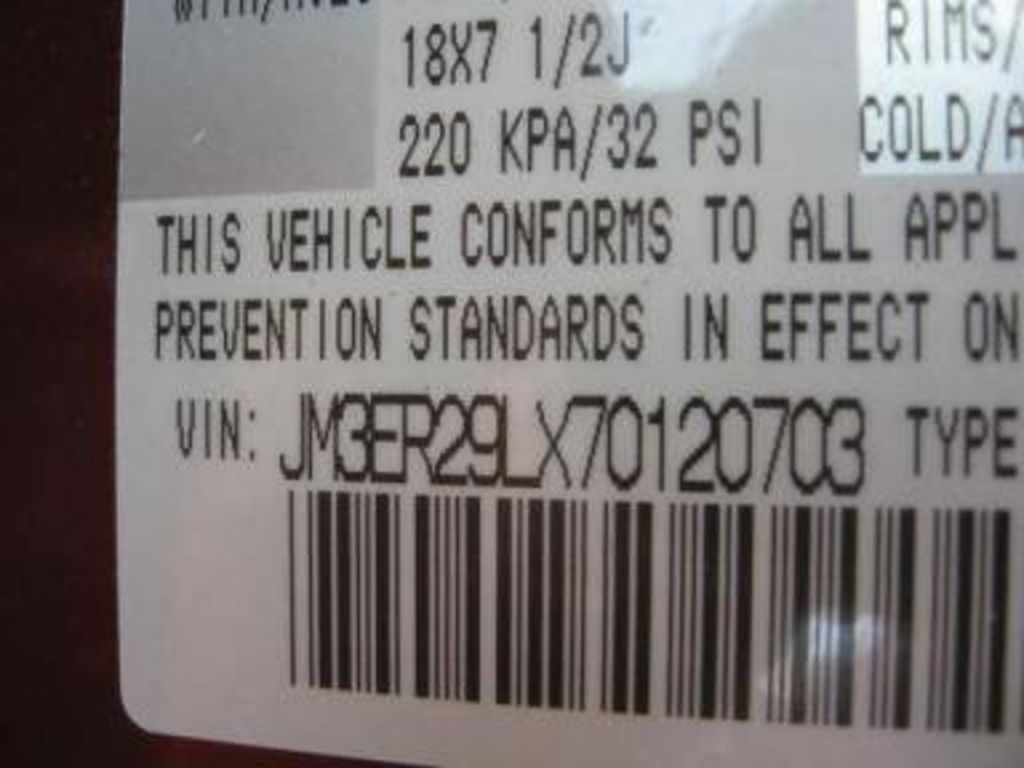 18X7 1/2J RIMS/
220 KPA/32 PSI COLD/A
THIS VEHICLE CONFORMS TO ALL APPL
PREVENTION STANDARDS IN EFFECT ON
VIN: JM3ER29LX70120703 TYPE